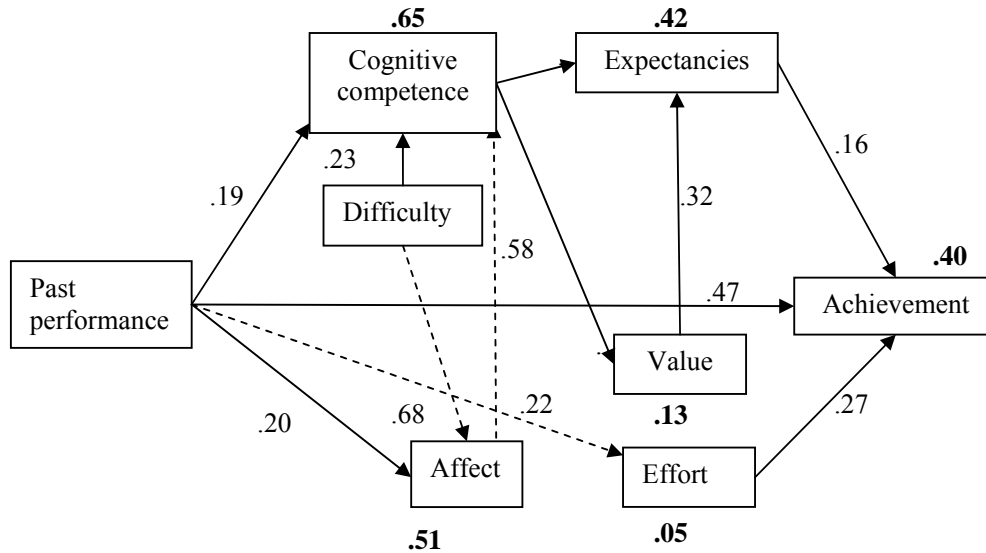 .65
.42
Cognitive
competence
Expectancies
.23
.16
.19
Difficulty
.32
.58
.40
Past
performance
.47
Achievement
Value
.20
.68
.22
.13
.27
Affect
Effort
.51
.05